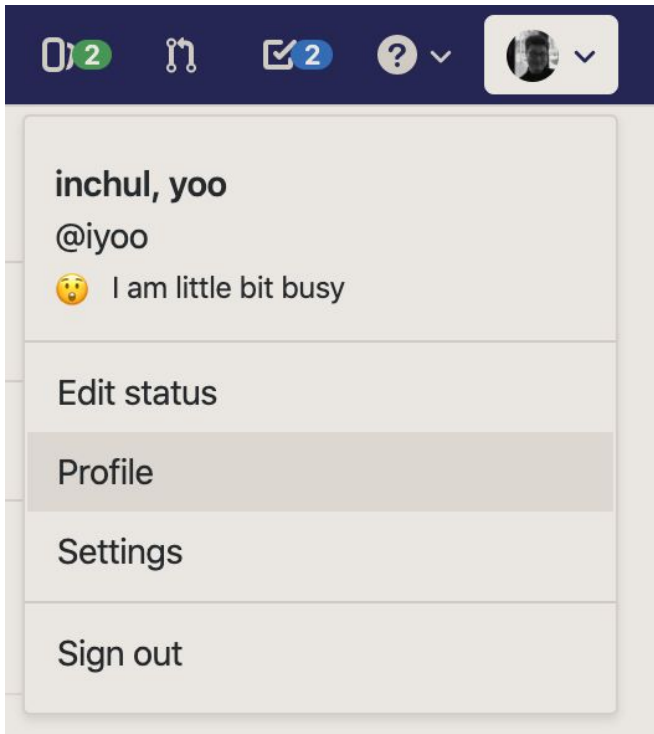 2
2
?
inchul, yoo
@iyoo
😲 I am little bit busy
Edit status
Profile
Settings
Sign out